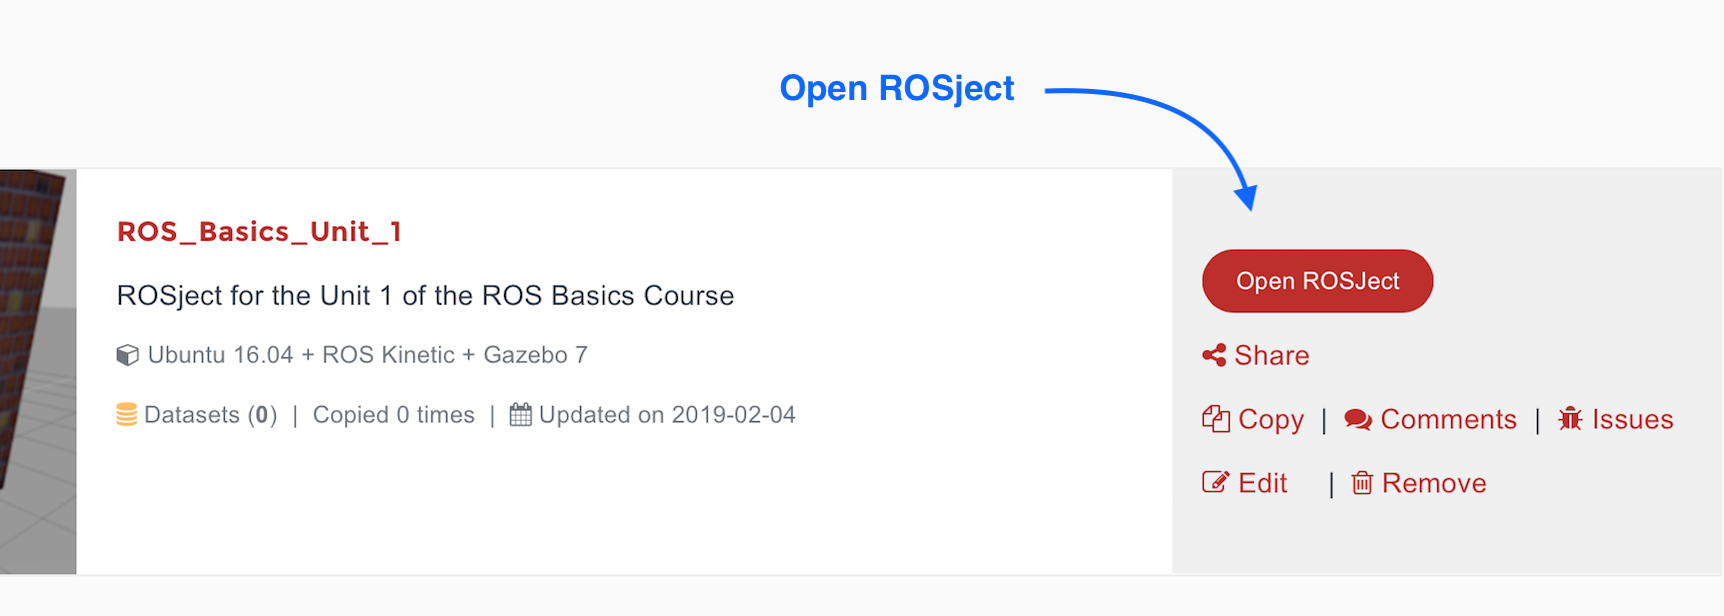 Open ROSject
ROS_Basics_Unit_1
ROSject for the Unit 1 of the ROS Basics Course
Ubuntu 16.04 + ROS Kinetic + Gazebo 7
Datasets (0) | Copied 0 times | Updated on 2019-02-04
Open ROSJect
Share
Copy | Comments | Issues
Edit | Remove